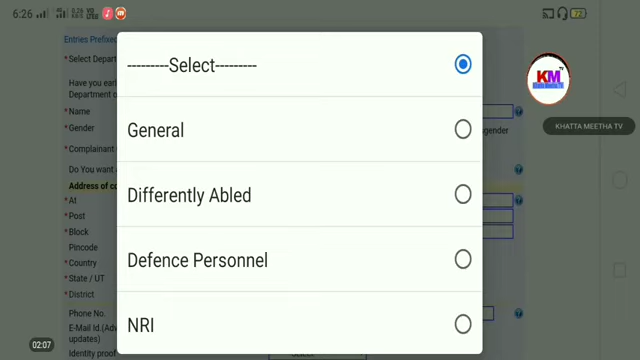 6:26
Entries Prefixed
---------Select---------
* Select Depart
General
Have you earl
Department o
* Name
* Gender
gender
* Complainant
Do You want a
Differently Abled
Address of co
* At
* Post
* Block
Pincode
* Country
Defence Personnel
* State / UT
* District
Phone No.
E-mail Id.(Adv
updates)
Identity proof
NRI
02:07
KM
TV
KHATTA MEETHA TV